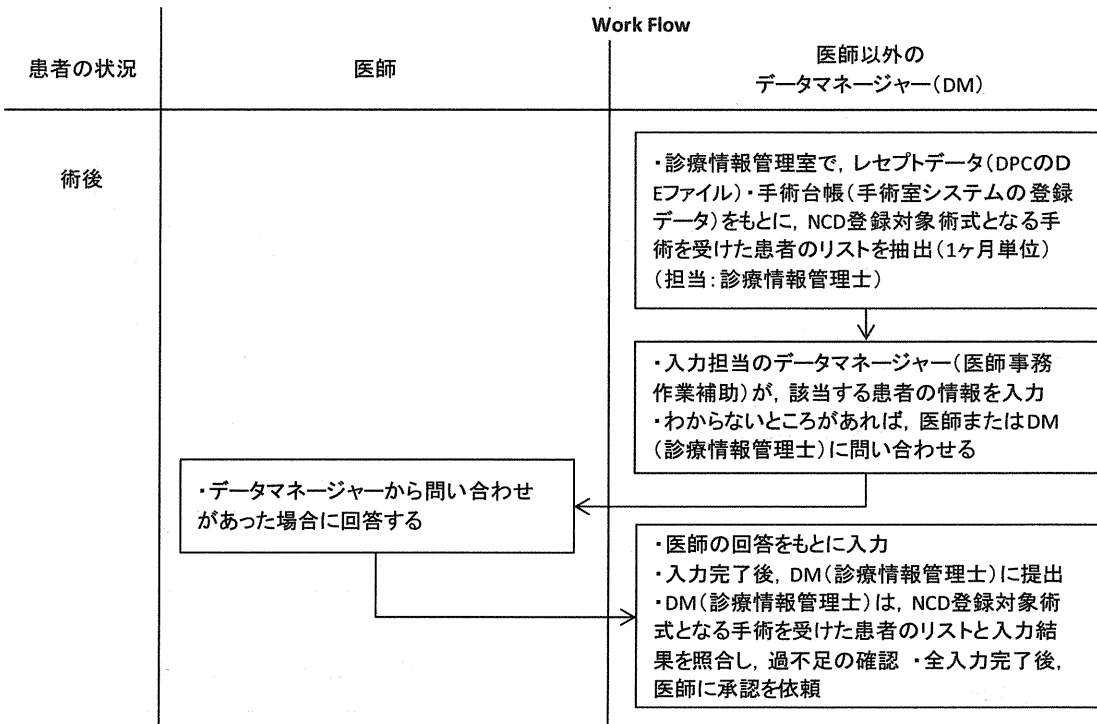 Work Flow
患者の状況
医師
医師以外の
データマネージャー(DM)
術後
・診療情報管理室で，レセプトデータ(DPCのD
Eファイル)・手術台帳(手術室システムの登録
データ)をもとに，NCD登録対象術式となる手
術を受けた患者のリストを抽出(1ヶ月単位)
(担当：診療情報管理士)
・入力担当のデータマネージャー(医師事務
作業補助)が，該当する患者の情報を入力
・わからないところがあれば，医師またはDM
(診療情報管理士)に問い合わせる
・データマネージャーから問い合わせ
があった場合に回答する
・医師の回答をもとに入力
・入力完了後，DM(診療情報管理士)に提出
・DM(診療情報管理士)は，NCD登録対象術
式となる手術を受けた患者のリストと入力結
果を照合し，過不足の確認 ・全入力完了後，
医師に承認を依頼